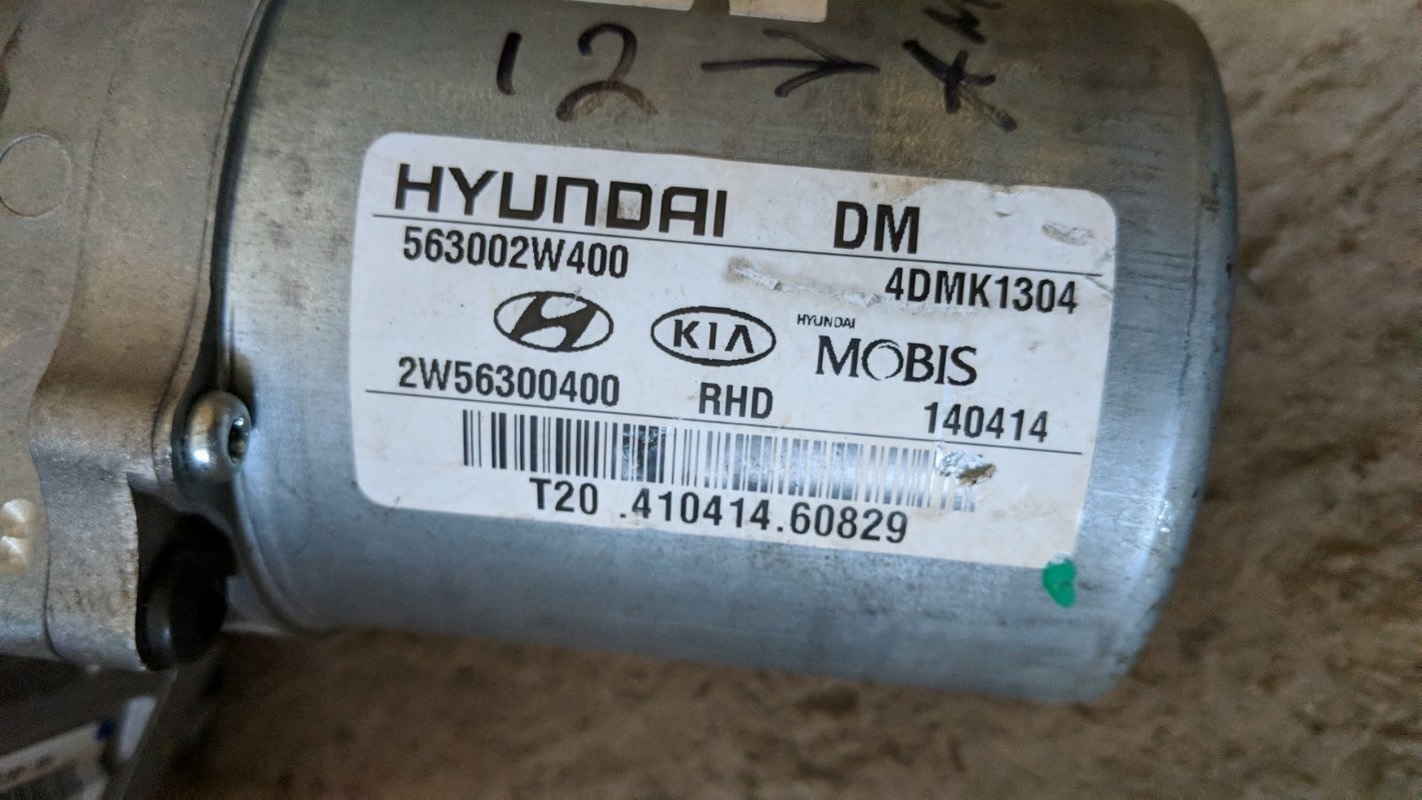 12 →
HYUNDAI DM
563002W400 4DMK1304
KIA HYUNDAI MOBIS
2W56300400 RHD 140414
T20 .410414.60829